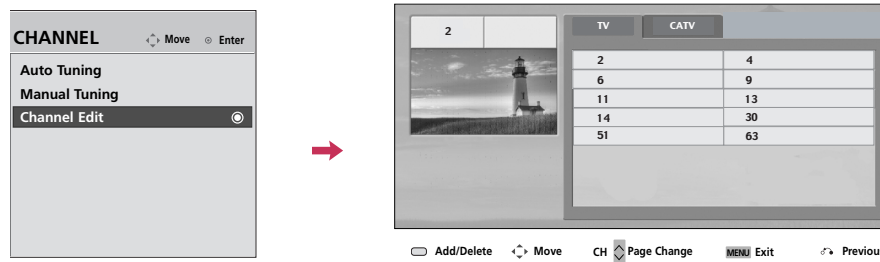 CHANNEL Move Enter
Auto Tuning
Manual Tuning
Channel Edit
2
TV CATV
2 4
6 9
11 13
14 30
51 63
Add/Delete Move CH Page Change MENU Exit Previou